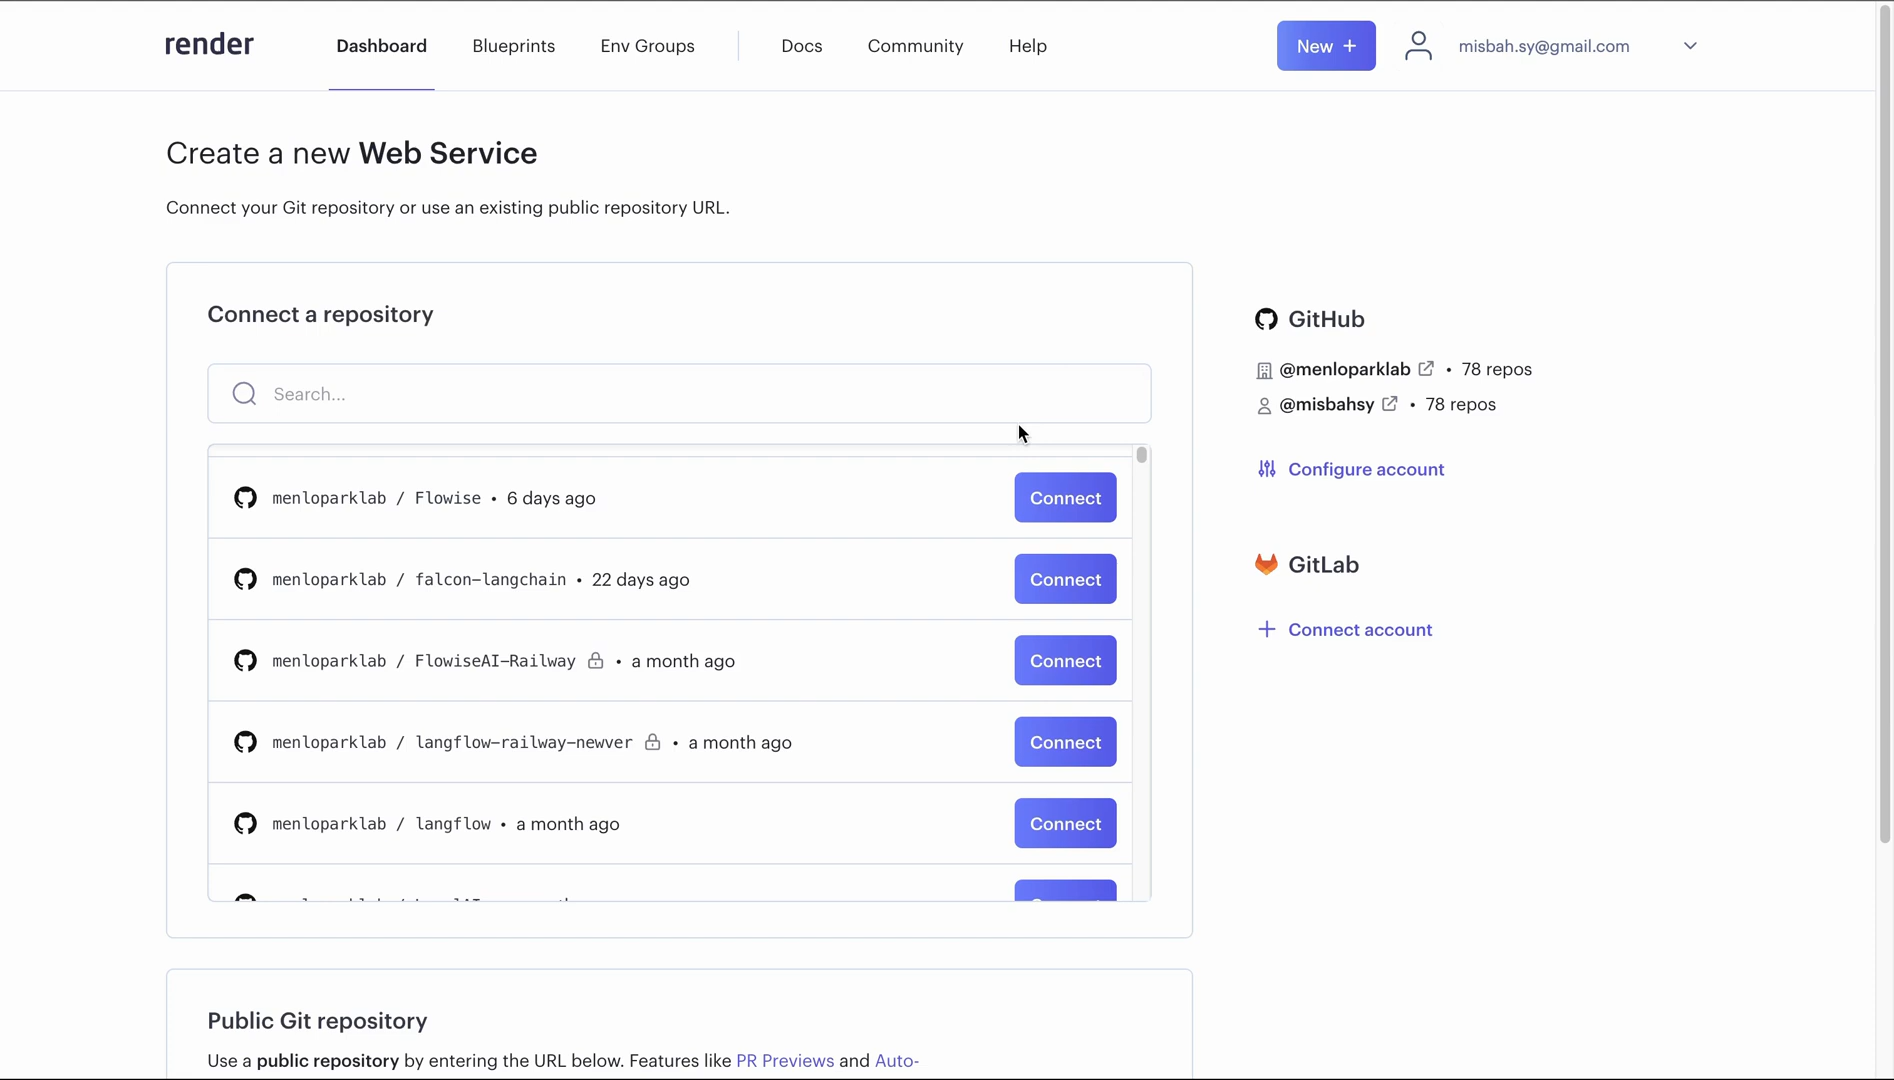 render
Dashboard
Blueprints
Env Groups
Docs
Community
Help
New +
misbah.sy@gmail.com
Create a new Web Service
Connect your Git repository or use an existing public repository URL.
Connect a repository
Search...
menloparklab / Flowise • 6 days ago
Connect
menloparklab / falcon-langchain • 22 days ago
Connect
menloparklab / FlowiseAI-Railway • a month ago
Connect
menloparklab / langflow-railway-newver • a month ago
Connect
menloparklab / langflow • a month ago
Connect
GitHub
@menloparklab • 78 repos
@misbahsy • 78 repos
Configure account
GitLab
+ Connect account
Public Git repository
Use a public repository by entering the URL below. Features like PR Previews and Auto-